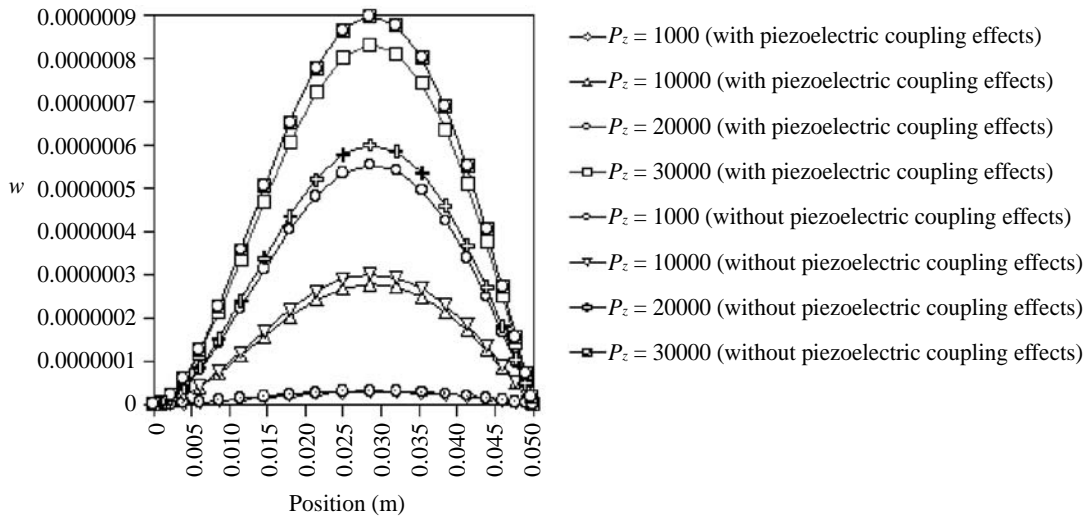 0.0000009
0.0000008
0.0000007
0.0000006
w
0.0000005
0.0000004
0.0000003
0.0000002
0.0000001
0
0
0.005
0.010
0.015
0.020
0.025
0.030
0.035
0.040
0.045
0.050
Position (m)
Pz = 1000 (with piezoelectric coupling effects)
Pz = 10000 (with piezoelectric coupling effects)
Pz = 20000 (with piezoelectric coupling effects)
Pz = 30000 (with piezoelectric coupling effects)
Pz = 1000 (without piezoelectric coupling effects)
Pz = 10000 (without piezoelectric coupling effects)
Pz = 20000 (without piezoelectric coupling effects)
Pz = 30000 (without piezoelectric coupling effects)